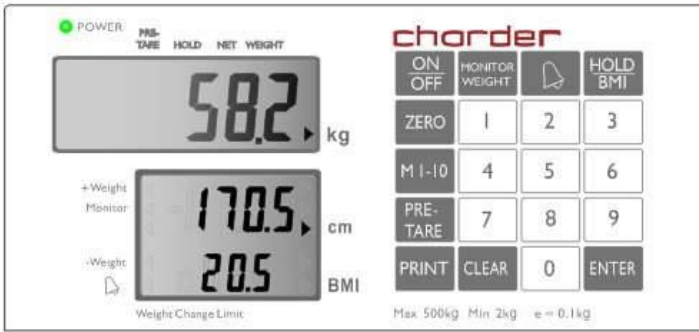 POWER
PRE-
TARE HOLD NET WEIGHT
58.2 kg
+Weight
Monitor
170.5 cm
-Weight
20.5 BMI
Weight Change Limit
charder
ON
OFF
MONITOR
WEIGHT
HOLD
BMI
ZERO 1 2 3
M 1-10 4 5 6
PRE-
TARE 7 8 9
PRINT CLEAR 0 ENTER
Max 500kg Min 2kg e = 0.1kg